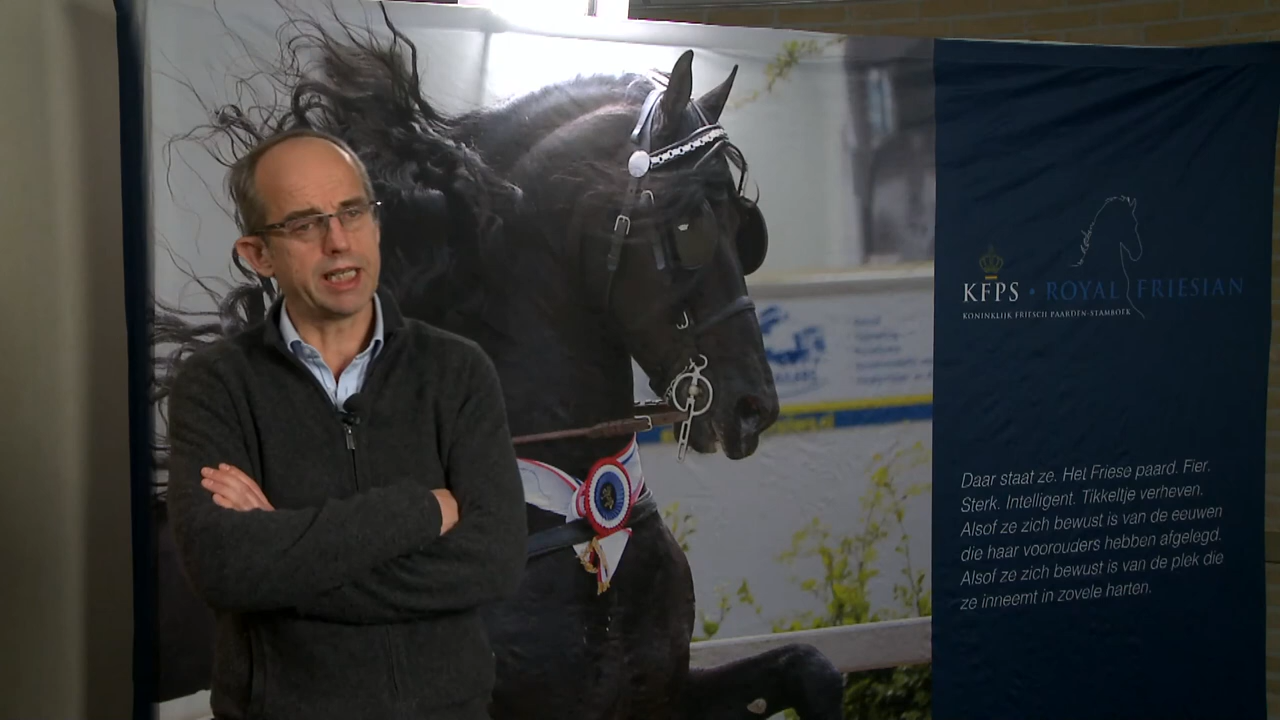 KFPS • ROYAL FRIESIAN
KONINKLIJK FRIESCH PAARDEN-STAMBOEK
Daar staat ze. Het Friese paard. Fier.
Sterk. Intelligent. Tikkeltje verheven.
Alsof ze zich bewust is van de eeuwen
die haar voorouders hebben afgelegd.
Alsof ze zich bewust is van de plek die
ze inneemt in zovele harten.